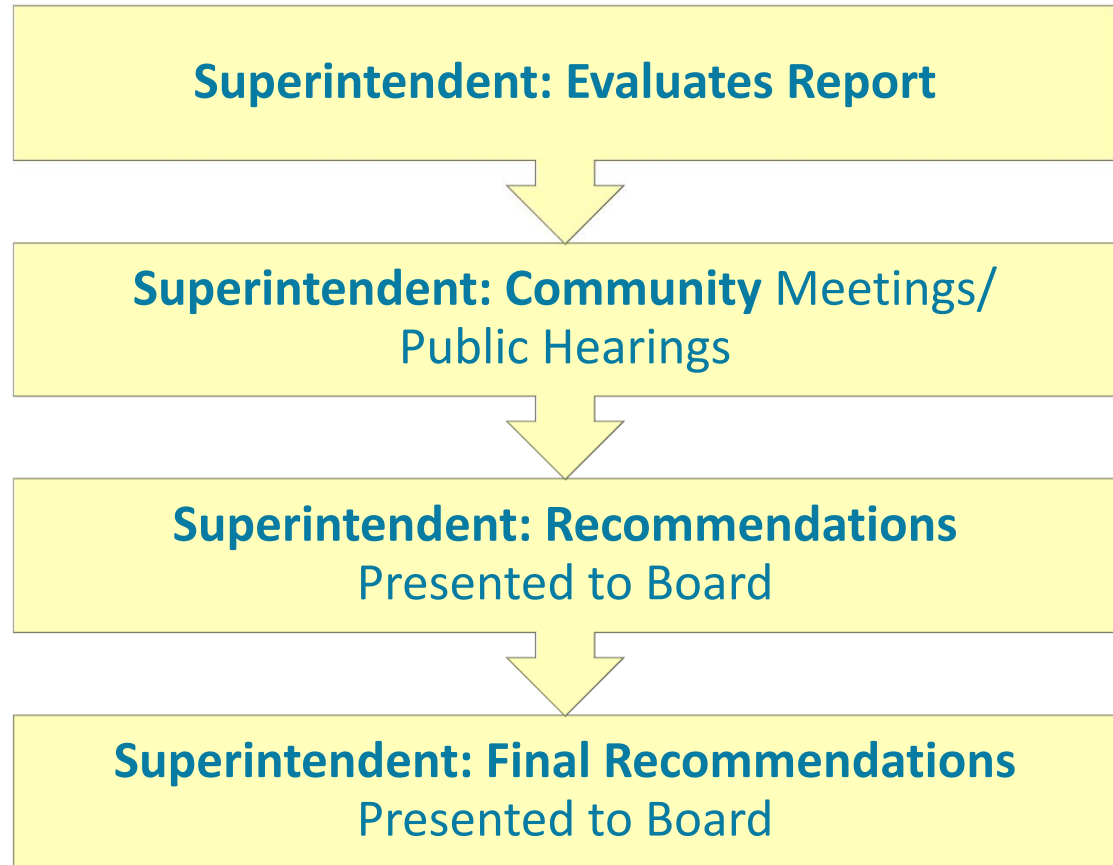 Superintendent: Evaluates Report
Superintendent: Community Meetings/
Public Hearings
Superintendent: Recommendations
Presented to Board
Superintendent: Final Recommendations
Presented to Board